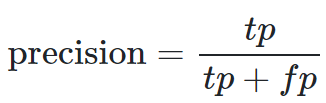 precision = tp / (tp + fp)